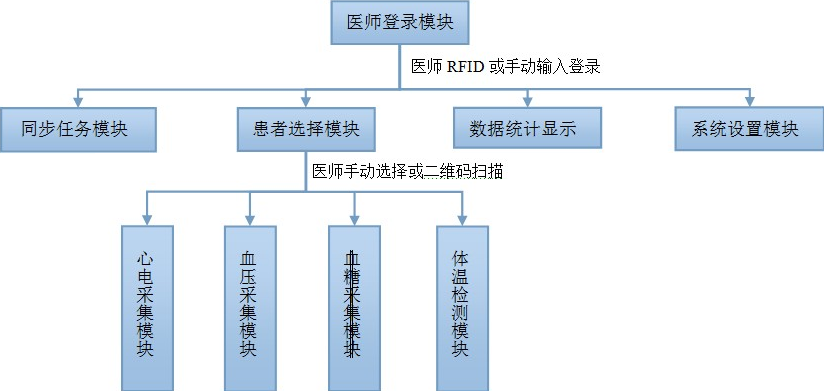 医师登录模块
医师 RFID 或手动输入登录
同步任务模块
患者选择模块
数据统计显示
系统设置模块
医师手动选择或二维码扫描
心电采集模块
血压采集模块
血糖采集模块
体温检测模块